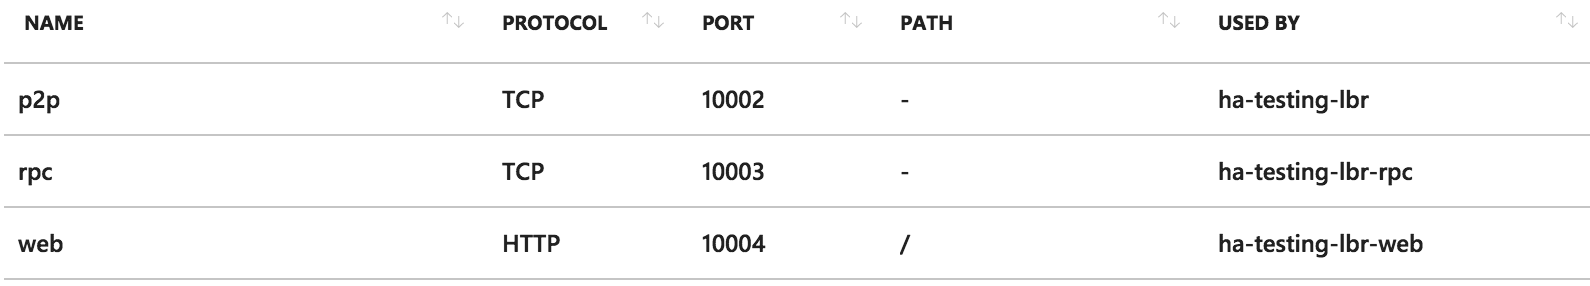 NAME PROTOCOL PORT PATH USED BY
p2p TCP 10002 - ha-testing-lbr
rpc TCP 10003 - ha-testing-lbr-rpc
web HTTP 10004 / ha-testing-lbr-web